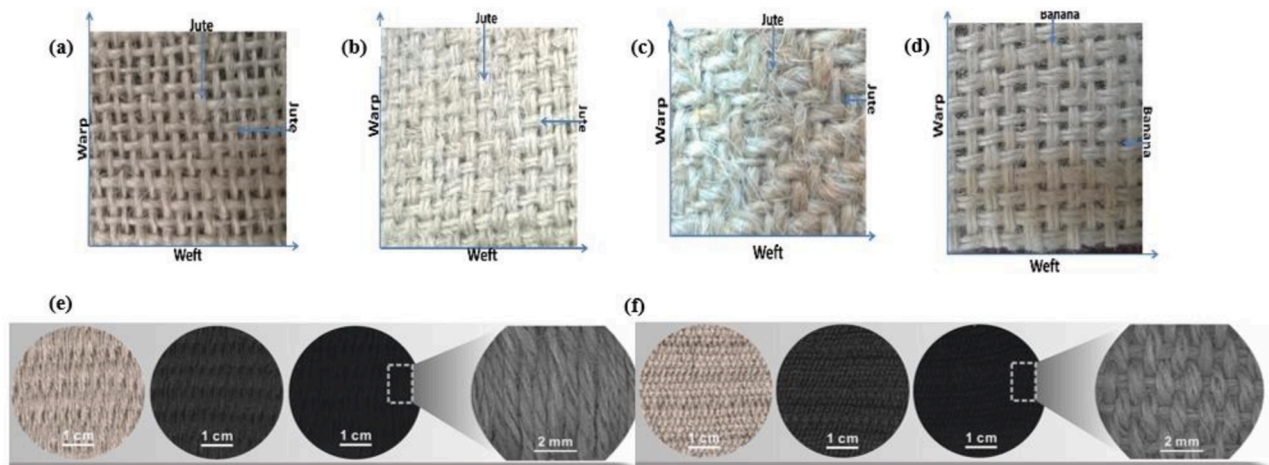 (a)
Jute
Warp
Jute
Weft
(b)
Jute
Warp
Jute
Weft
(c)
Jute
Warp
Jute
Weft
(d)
Banana
Warp
Banana
Weft
(e)
1 cm
1 cm
1 cm
2 mm
(f)
1 cm
1 cm
1 cm
2 mm